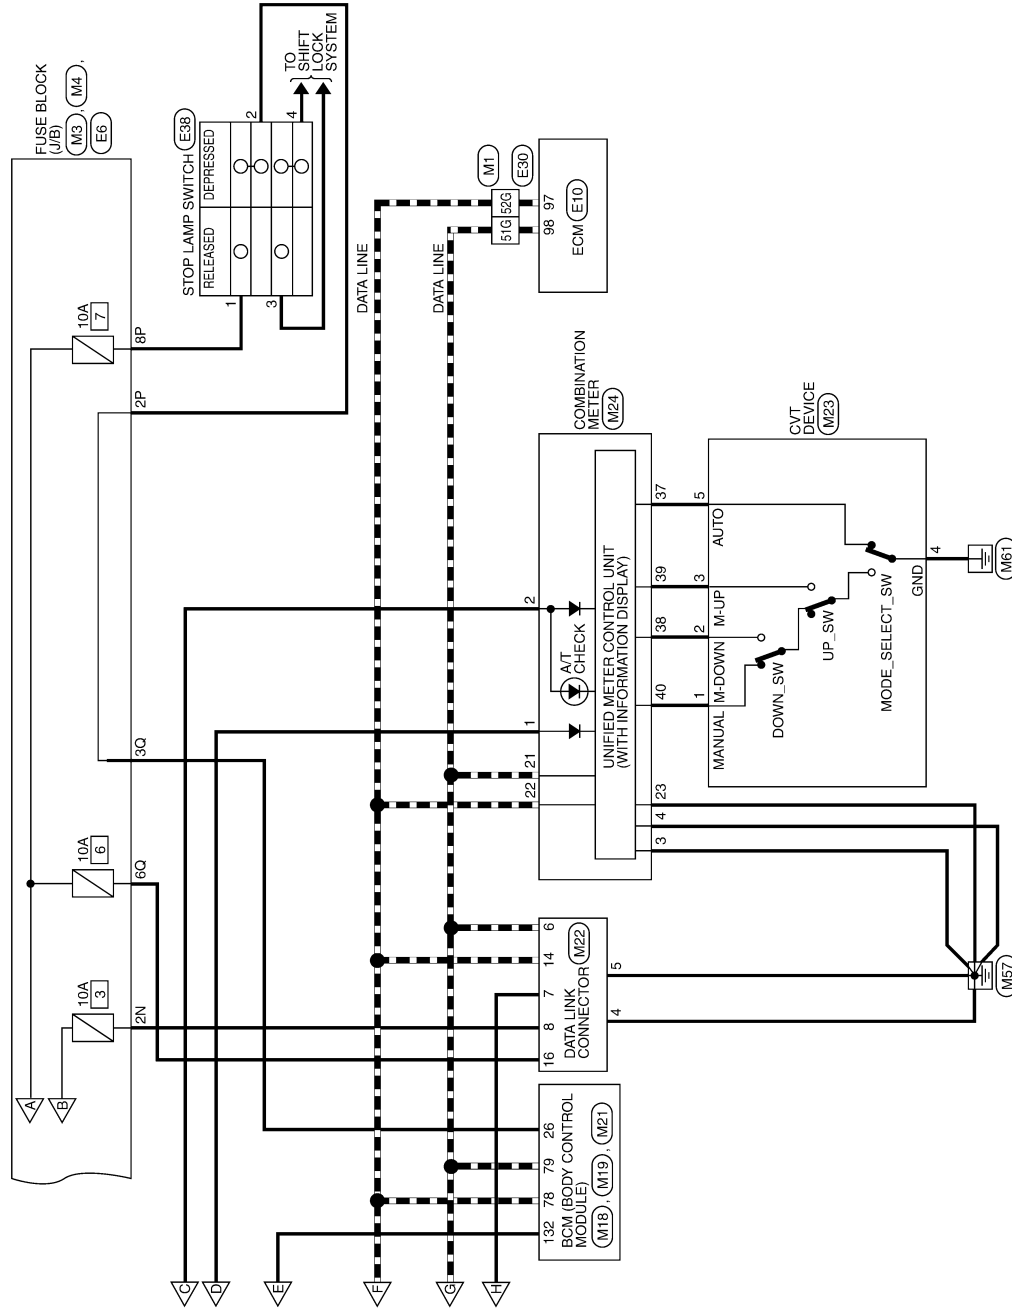 FUSE BLOCK
(J/B)
M3 , M4 ,
E6
A
B
10A
3
2N
10A
6
6Q
3Q
2P
10A
7
8P
STOP LAMP SWITCH E38
RELEASED
DEPRESSED
1
3
2
4
TO
SHIFT
LOCK
SYSTEM
C
D
E
F
G
H
DATA LINE
DATA LINE
M1
E30
51G
52G
98
97
ECM E10
132
78
79
26
BCM (BODY CONTROL
MODULE)
M18 , M19 , M21
16
8
7
14
6
DATA LINK
CONNECTOR M22
4
5
COMBINATION
METER
M24
22
21
1
2
A/T
CHECK
UNIFIED METER CONTROL UNIT
(WITH INFORMATION DISPLAY)
3
4
23
40
38
39
37
CVT
DEVICE
M23
1
2
3
5
MANUAL
M-DOWN
M-UP
AUTO
DOWN_SW
UP_SW
MODE_SELECT_SW
GND
4
M57
M61